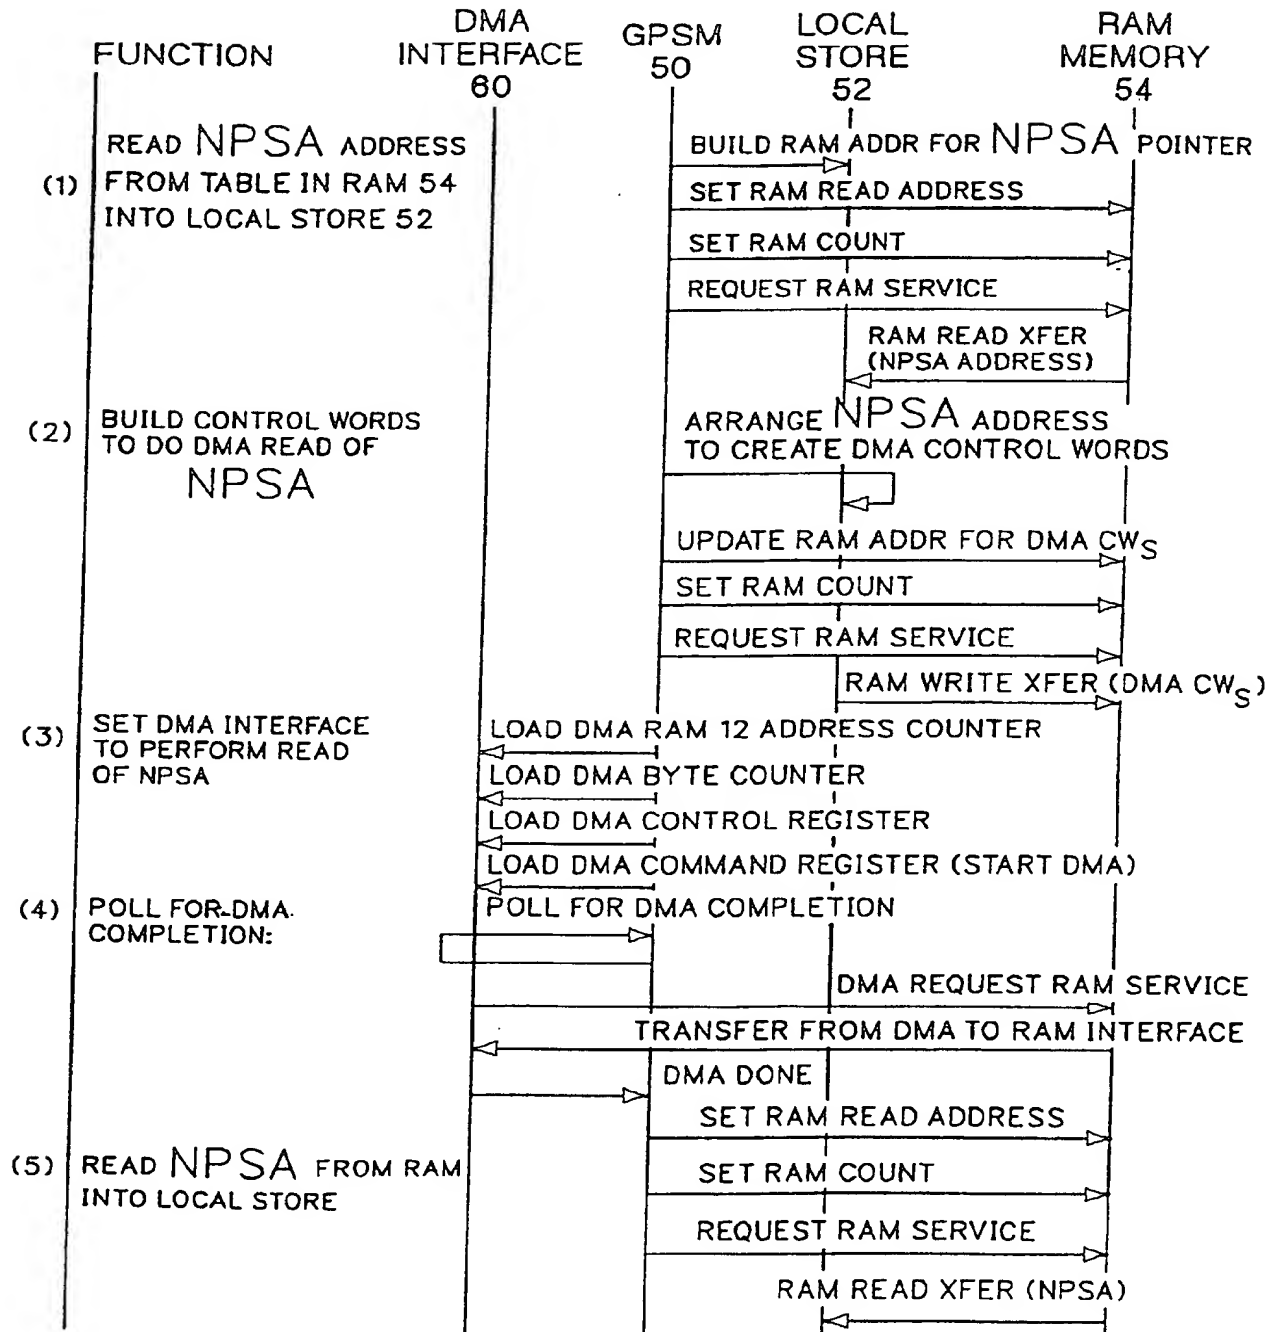 FUNCTION
DMA
INTERFACE
60
GPSM
50
LOCAL
STORE
52
RAM
MEMORY
54
(1)
READ NPSA ADDRESS
FROM TABLE IN RAM 54
INTO LOCAL STORE 52
BUILD RAM ADDR FOR NPSA POINTER
SET RAM READ ADDRESS
SET RAM COUNT
REQUEST RAM SERVICE
RAM READ XFER
(NPSA ADDRESS)
(2)
BUILD CONTROL WORDS
TO DO DMA READ OF
NPSA
ARRANGE NPSA ADDRESS
TO CREATE DMA CONTROL WORDS
UPDATE RAM ADDR FOR DMA CWS
SET RAM COUNT
REQUEST RAM SERVICE
RAM WRITE XFER (DMA CWS)
(3)
SET DMA INTERFACE
TO PERFORM READ
OF NPSA
LOAD DMA RAM 12 ADDRESS COUNTER
LOAD DMA BYTE COUNTER
LOAD DMA CONTROL REGISTER
LOAD DMA COMMAND REGISTER (START DMA)
(4)
POLL FOR-DMA.
COMPLETION:
POLL FOR DMA COMPLETION
DMA REQUEST RAM SERVICE
TRANSFER FROM DMA TO RAM INTERFACE
DMA DONE
SET RAM READ ADDRESS
(5)
READ NPSA FROM RAM
INTO LOCAL STORE
SET RAM COUNT
REQUEST RAM SERVICE
RAM READ XFER (NPSA)